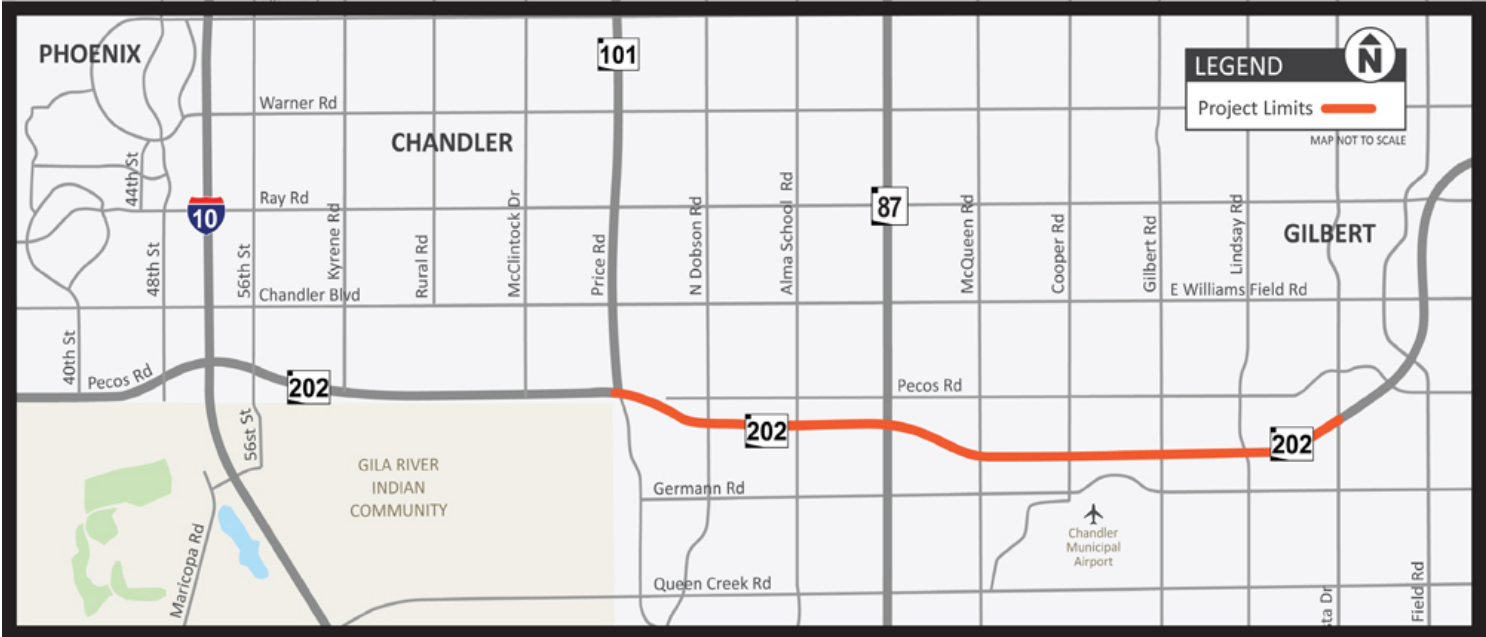 PHOENIX
101
N
LEGEND
Project Limits
MAP NOT TO SCALE
Warner Rd
CHANDLER
44th St
Ray Rd
10
87
GILBERT
48th St
56th St
Kyrene Rd
Rural Rd
McClintock Dr
Price Rd
N Dobson Rd
Alma School Rd
McQueen Rd
Cooper Rd
Gilbert Rd
Lindsay Rd
Chandler Blvd
E Williams Field Rd
40th St
Pecos Rd
202
Pecos Rd
202
202
56st St
GILA RIVER
INDIAN
COMMUNITY
Germann Rd
Chandler
Municipal
Airport
Maricopa Rd
Queen Creek Rd
ta Dr
Field Rd